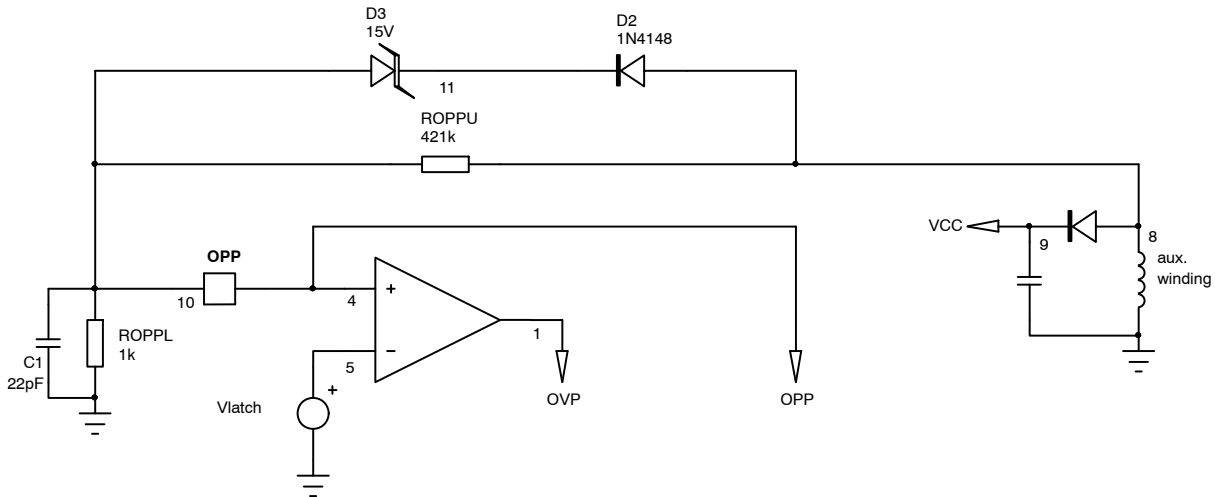 D3
15V
D2
1N4148
11
ROPPU
421k
VCC
9
8
aux.
winding
OPP
10
4
+
ROPPL
1k
C1
22pF
1
5
−
+
Vlatch
OVP
OPP